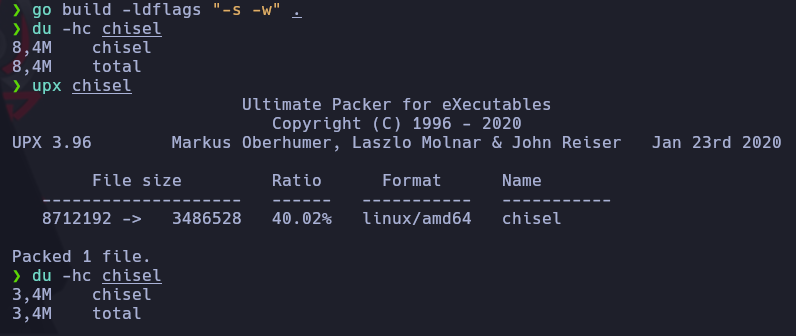 ❯ go build -ldflags "-s -w" .
❯ du -hc chisel
8,4M    chisel
8,4M    total
❯ upx chisel
                       Ultimate Packer for eXecutables
                          Copyright (C) 1996 - 2020
UPX 3.96        Markus Oberhumer, Laszlo Molnar & John Reiser   Jan 23rd 2020

        File size         Ratio      Format      Name
   --------------------   ------   -----------   -----------
   8712192 ->   3486528   40.02%   linux/amd64   chisel

Packed 1 file.
❯ du -hc chisel
3,4M    chisel
3,4M    total